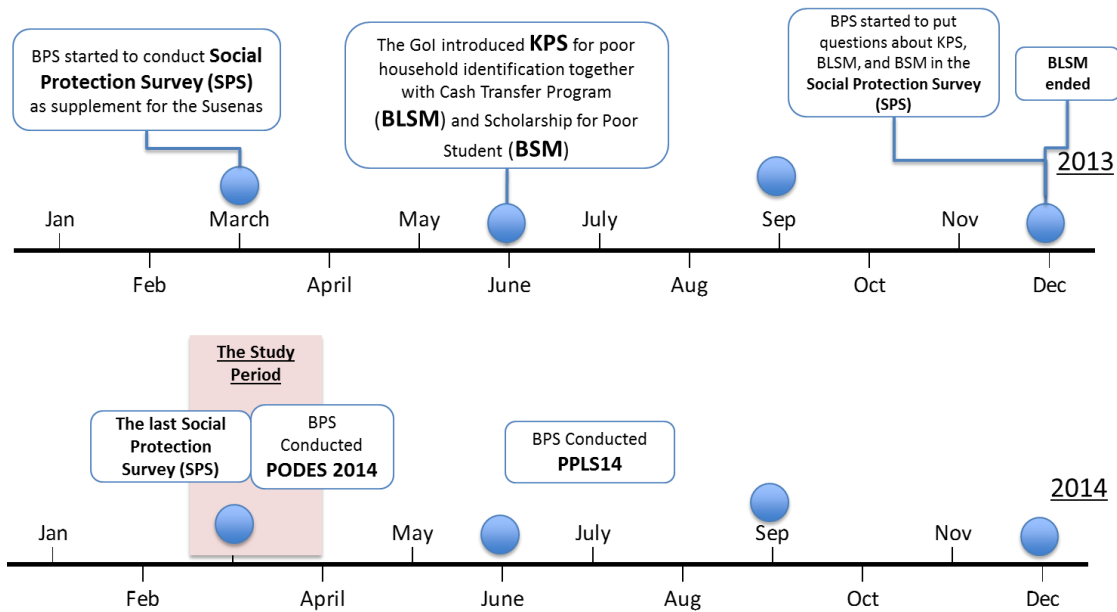 BPS started to conduct Social
Protection Survey (SPS)
as supplement for the Susenas
The GoI introduced KPS for poor
household identification together
with Cash Transfer Program
(BLSM) and Scholarship for Poor
Student (BSM)
BPS started to put
questions about KPS,
BLSM, and BSM in the
Social Protection Survey
(SPS)
BLSM
ended
2013
Jan
March
May
July
Sep
Nov
Feb
April
June
Aug
Oct
Dec
The Study
Period
The last Social
Protection
Survey (SPS)
BPS
Conducted
PODES 2014
BPS Conducted
PPLS14
2014
Jan
May
July
Sep
Nov
Feb
April
June
Aug
Oct
Dec